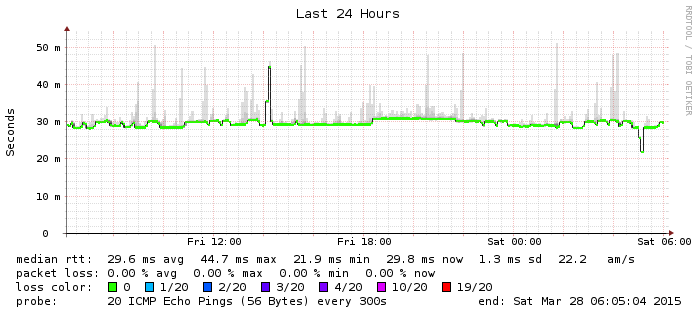 Last 24 Hours
RRDTOOL / TOBI OETIKER
Seconds
50 m
40 m
30 m
20 m
10 m
0
Fri 12:00 Fri 18:00 Sat 00:00 Sat 06:00
median rtt: 29.6 ms avg 44.7 ms max 21.9 ms min 29.8 ms now 1.3 ms sd 22.2 am/s
packet loss: 0.00 % avg 0.00 % max 0.00 % min 0.00 % now
loss color: 0 1/20 2/20 3/20 4/20 10/20 19/20
probe: 20 ICMP Echo Pings (56 Bytes) every 300s end: Sat Mar 28 06:05:04 2015